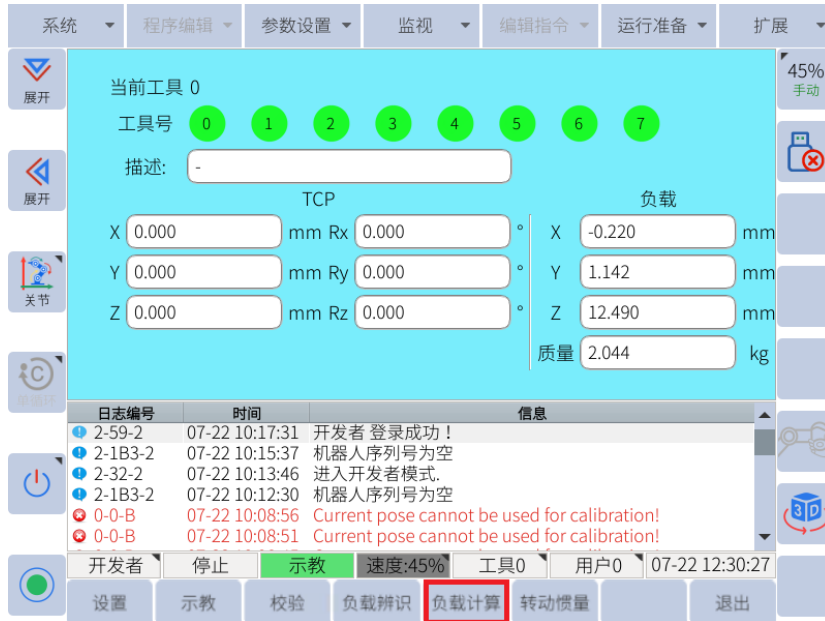 系统 程序编辑 参数设置 监视 编辑指令 运行准备 扩展
展开
45%
手动
当前工具 0
工具号 0 1 2 3 4 5 6 7
描述: -
展开
TCP 负载
X 0.000 mm Rx 0.000 ° X -0.220 mm
Y 0.000 mm Ry 0.000 ° Y 1.142 mm
Z 0.000 mm Rz 0.000 ° Z 12.490 mm
关节
质量 2.044 kg
C
日志编号 时间 信息
2-59-2 07-22 10:17:31 开发者 登录成功！
2-1B3-2 07-22 10:15:37 机器人序列号为空
2-32-2 07-22 10:13:46 进入开发者模式.
2-1B3-2 07-22 10:12:30 机器人序列号为空
0-0-B 07-22 10:08:56 Current pose cannot be used for calibration!
0-0-B 07-22 10:08:51 Current pose cannot be used for calibration!
3D
开发者 停止 示教 速度:45% 工具0 用户0 07-22 12:30:27
设置 示教 校验 负载辨识 负载计算 转动惯量 退出